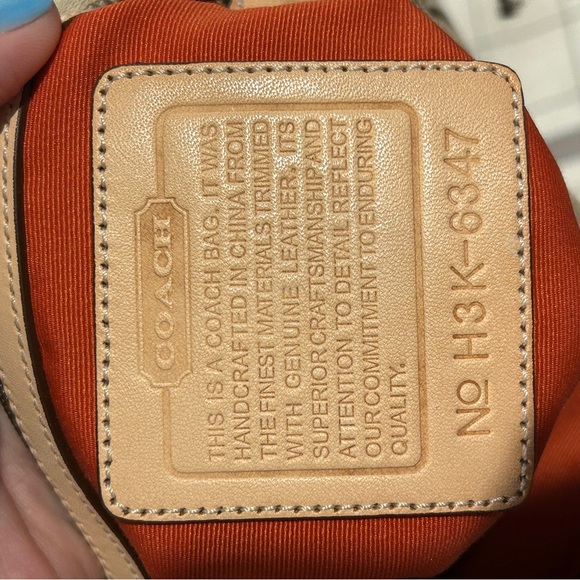 COACH
THIS IS A COACH BAG. IT WAS
HANDCRAFTED IN CHINA FROM
THE FINEST MATERIALS TRIMMED
WITH GENUINE LEATHER. ITS
SUPERIOR CRAFTSMANSHIP AND
ATTENTION TO DETAIL REFLECT
OUR COMMITMENT TO ENDURING
QUALITY.
Nº H3K-6347